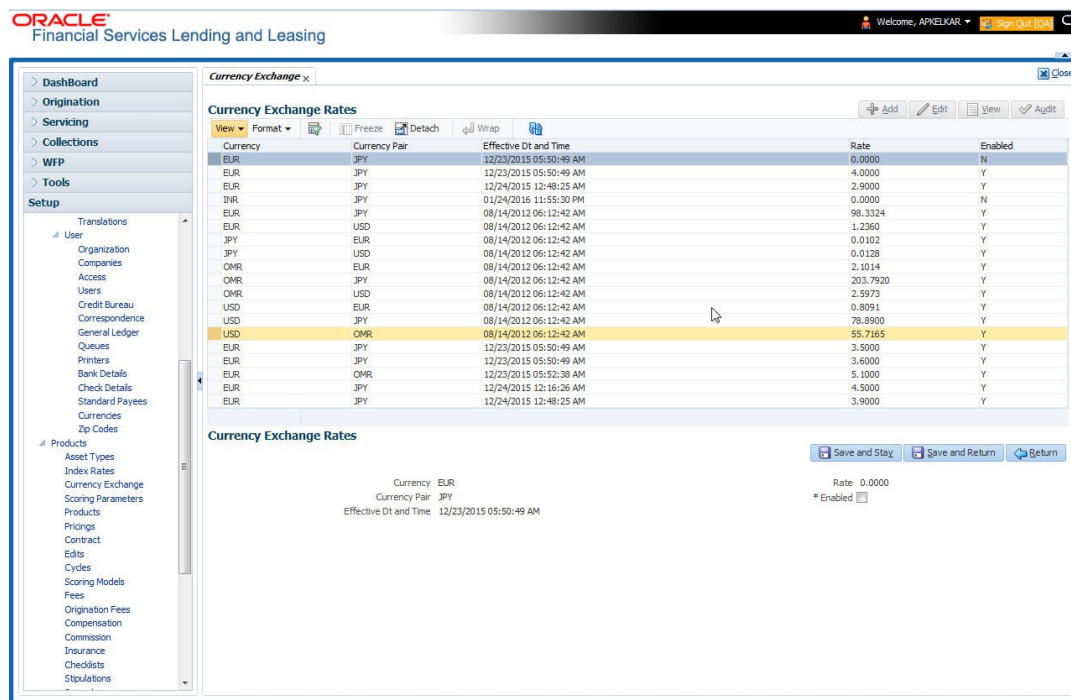 ORACLE®
Financial Services Lending and Leasing
Welcome, APKELKAR
Sign Out [QA]
DashBoard
Origination
Servicing
Collections
WFP
Tools
Setup
Translations
User
Organization
Companies
Access
Users
Credit Bureau
Correspondence
General Ledger
Queues
Printers
Bank Details
Check Details
Standard Payees
Currencies
Zip Codes
Products
Asset Types
Index Rates
Currency Exchange
Scoring Parameters
Products
Pricings
Contract
Edits
Cycles
Scoring Models
Fees
Origination Fees
Compensation
Commission
Insurance
Checklists
Stipulations
Currency Exchange
Close
Currency Exchange Rates
Add Edit View Audit
View Format Freeze Detach Wrap
Currency Currency Pair Effective Dt and Time Rate Enabled
EUR JPY 12/23/2015 05:50:49 AM 0.0000 N
EUR JPY 12/23/2015 05:50:49 AM 4.0000 Y
EUR JPY 12/24/2015 12:48:25 AM 2.9000 Y
INR JPY 01/24/2016 11:55:30 PM 0.0000 N
EUR JPY 08/14/2012 06:12:42 AM 98.3324 Y
EUR USD 08/14/2012 06:12:42 AM 1.2360 Y
JPY EUR 08/14/2012 06:12:42 AM 0.0102 Y
JPY USD 08/14/2012 06:12:42 AM 0.0128 Y
OMR EUR 08/14/2012 06:12:42 AM 2.1014 Y
OMR JPY 08/14/2012 06:12:42 AM 203.7920 Y
OMR USD 08/14/2012 06:12:42 AM 2.5973 Y
USD EUR 08/14/2012 06:12:42 AM 0.8091 Y
USD JPY 08/14/2012 06:12:42 AM 78.8900 Y
USD OMR 08/14/2012 06:12:42 AM 55.7165 Y
EUR JPY 12/23/2015 05:50:49 AM 3.5000 Y
EUR JPY 12/23/2015 05:50:49 AM 3.6000 Y
EUR OMR 12/23/2015 05:52:38 AM 5.1000 Y
EUR JPY 12/24/2015 12:16:26 AM 4.5000 Y
EUR JPY 12/24/2015 12:48:25 AM 3.9000 Y
Currency Exchange Rates
Save and Stay Save and Return Return
Currency EUR Rate 0.0000
Currency Pair JPY * Enabled
Effective Dt and Time 12/23/2015 05:50:49 AM